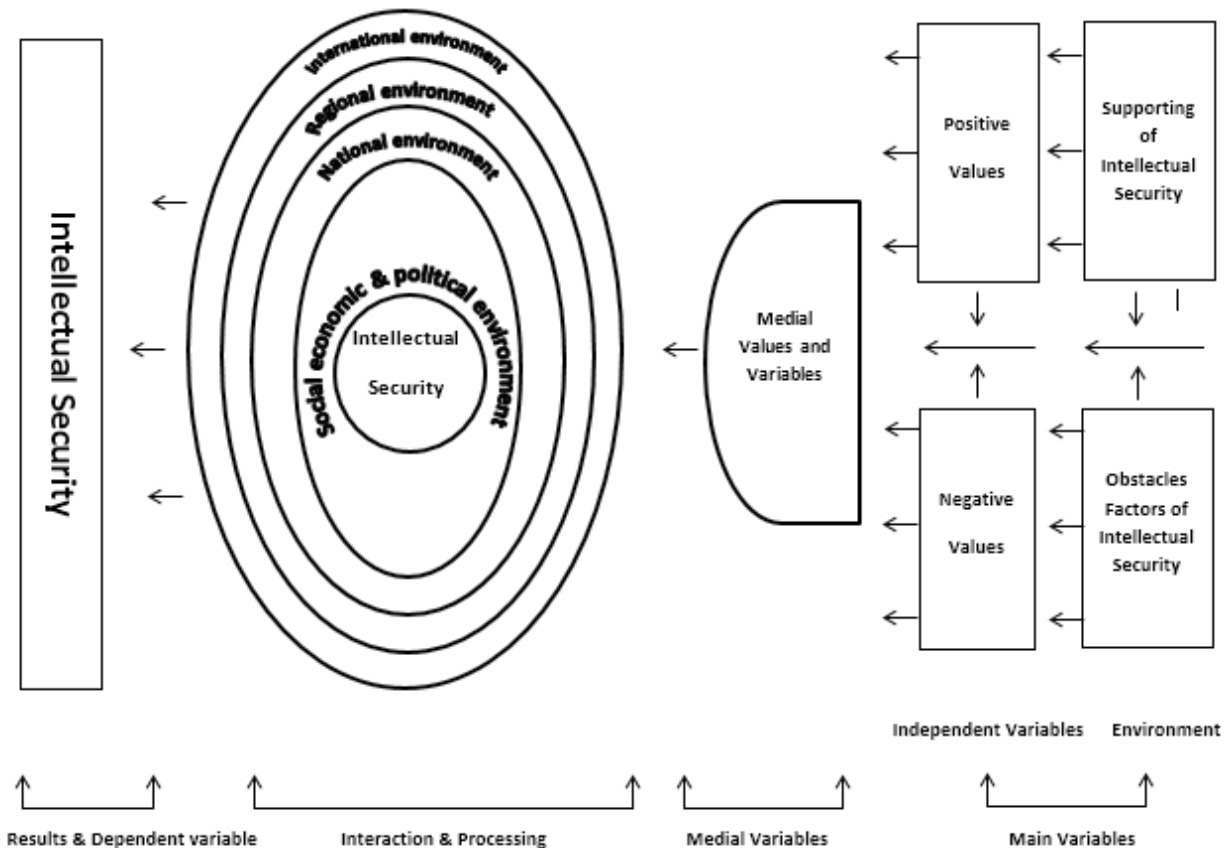 Intellectual Security
International environment
Regional environment
National environment
Social economic & political environment
Intellectual
Security
Medial
Values and
Variables
Positive
Values
Supporting
of
Intellectual
Security
Negative
Values
Obstacles
Factors of
Intellectual
Security
Independent Variables
Environment
Results & Dependent variable
Interaction & Processing
Medial Variables
Main Variables